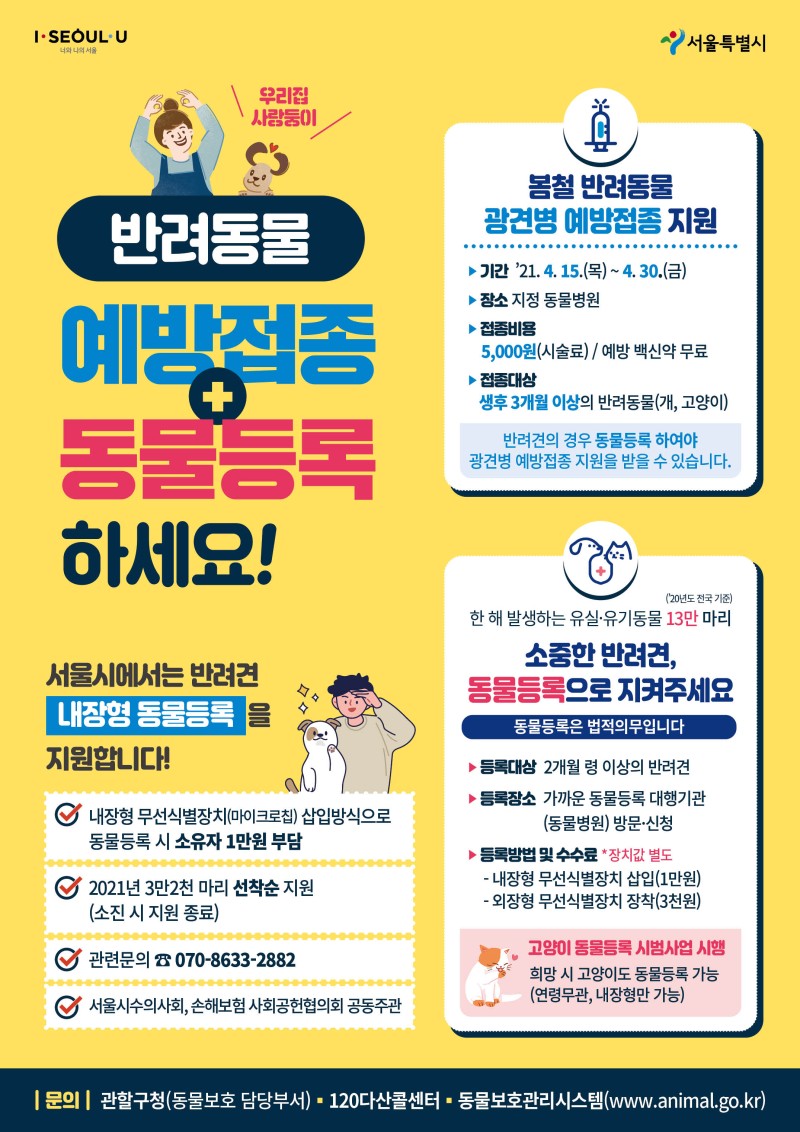 I·SEOUL·U
너와 나의 서울
서울특별시
우리집
사랑둥이
반려동물
예방접종
+
동물등록
하세요!
서울시에서는 반려견
내장형 동물등록 을
지원합니다!
내장형 무선식별장치(마이크로칩) 삽입방식으로
동물등록 시 소유자 1만원 부담
2021년 3만2천 마리 선착순 지원
(소진 시 지원 종료)
관련문의 ☎ 070-8633-2882
서울시수의사회, 손해보험 사회공헌협의회 공동주관
봄철 반려동물
광견병 예방접종 지원
▶ 기간 '21. 4. 15.(목) ~ 4. 30.(금)
▶ 장소 지정 동물병원
▶ 접종비용
5,000원(시술료) / 예방 백신약 무료
▶ 접종대상
생후 3개월 이상의 반려동물(개, 고양이)
반려견의 경우 동물등록 하여야
광견병 예방접종 지원을 받을 수 있습니다.
('20년도 전국 기준)
한 해 발생하는 유실·유기동물 13만 마리
소중한 반려견,
동물등록으로 지켜주세요
동물등록은 법적의무입니다
▶ 등록대상 2개월 령 이상의 반려견
▶ 등록장소 가까운 동물등록 대행기관
(동물병원) 방문·신청
▶ 등록방법 및 수수료 *장치값 별도
- 내장형 무선식별장치 삽입(1만원)
- 외장형 무선식별장치 장착(3천원)
고양이 동물등록 시범사업 시행
희망 시 고양이도 동물등록 가능
(연령무관, 내장형만 가능)
| 문의 | 관할구청(동물보호 담당부서) ▪ 120다산콜센터 ▪ 동물보호관리시스템(www.animal.go.kr)